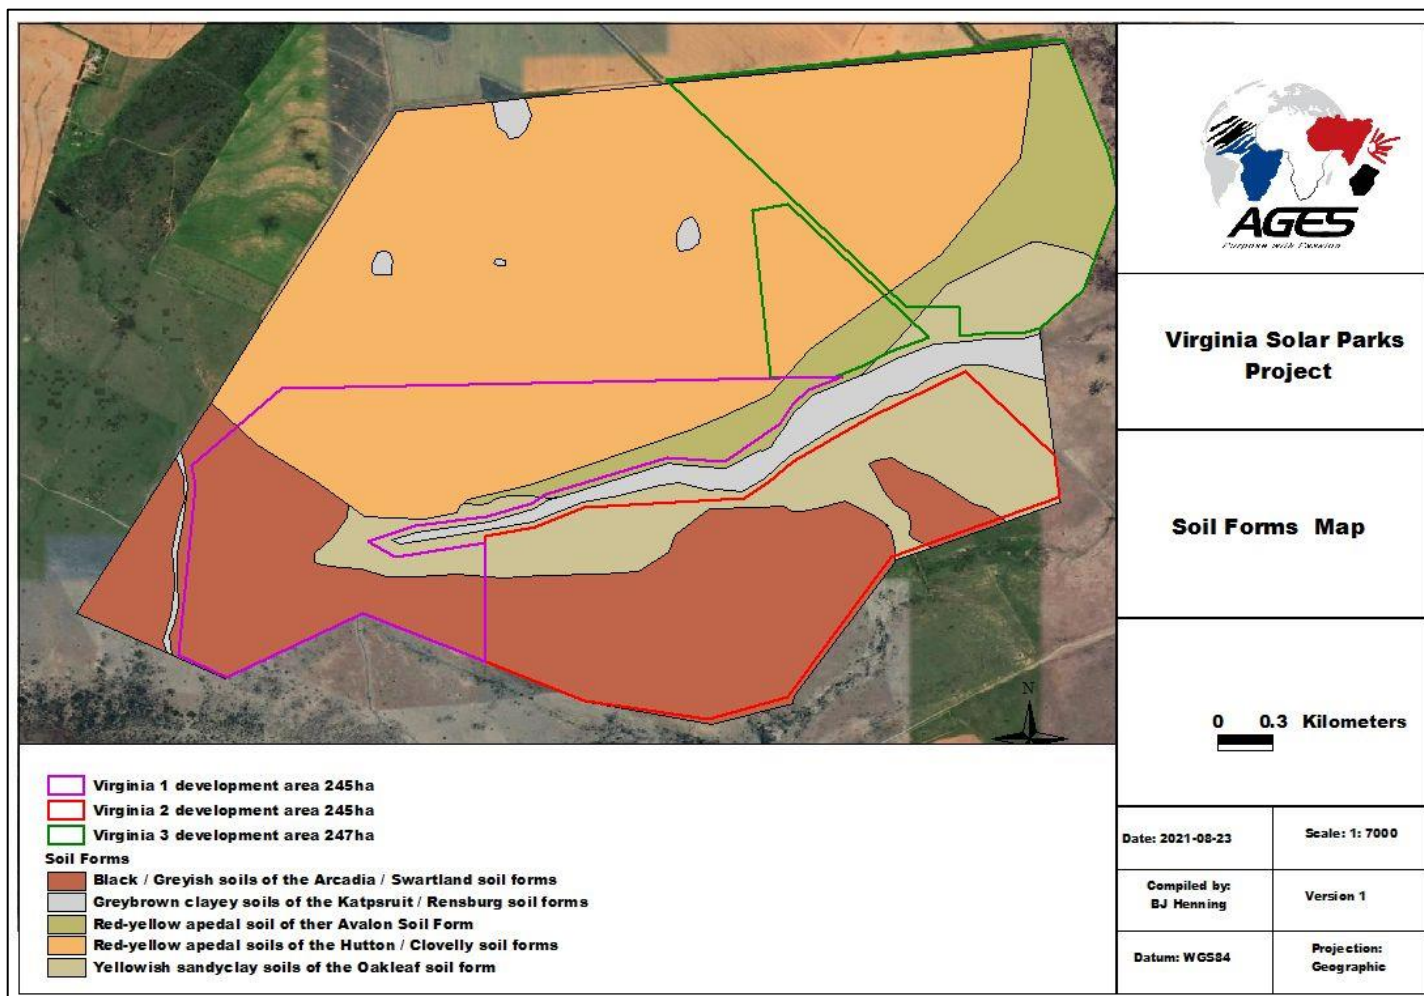 AGES
Purpose with Passion
Virginia Solar Parks
Project
Soil Forms Map
N
0 0.3 Kilometers
Virginia 1 development area 245ha
Virginia 2 development area 245ha
Virginia 3 development area 247ha
Soil Forms
Black / Greyish soils of the Arcadia / Swartland soil forms
Greybrown clayey soils of the Katpsruit / Rensburg soil forms
Red-yellow apedal soil of ther Avalon Soil Form
Red-yellow apedal soils of the Hutton / Clovelly soil forms
Yellowish sandyclay soils of the Oakleaf soil form
Date: 2021-08-23
Scale: 1: 7000
Compiled by:
BJ Henning
Version 1
Datum: WGS84
Projection:
Geographic